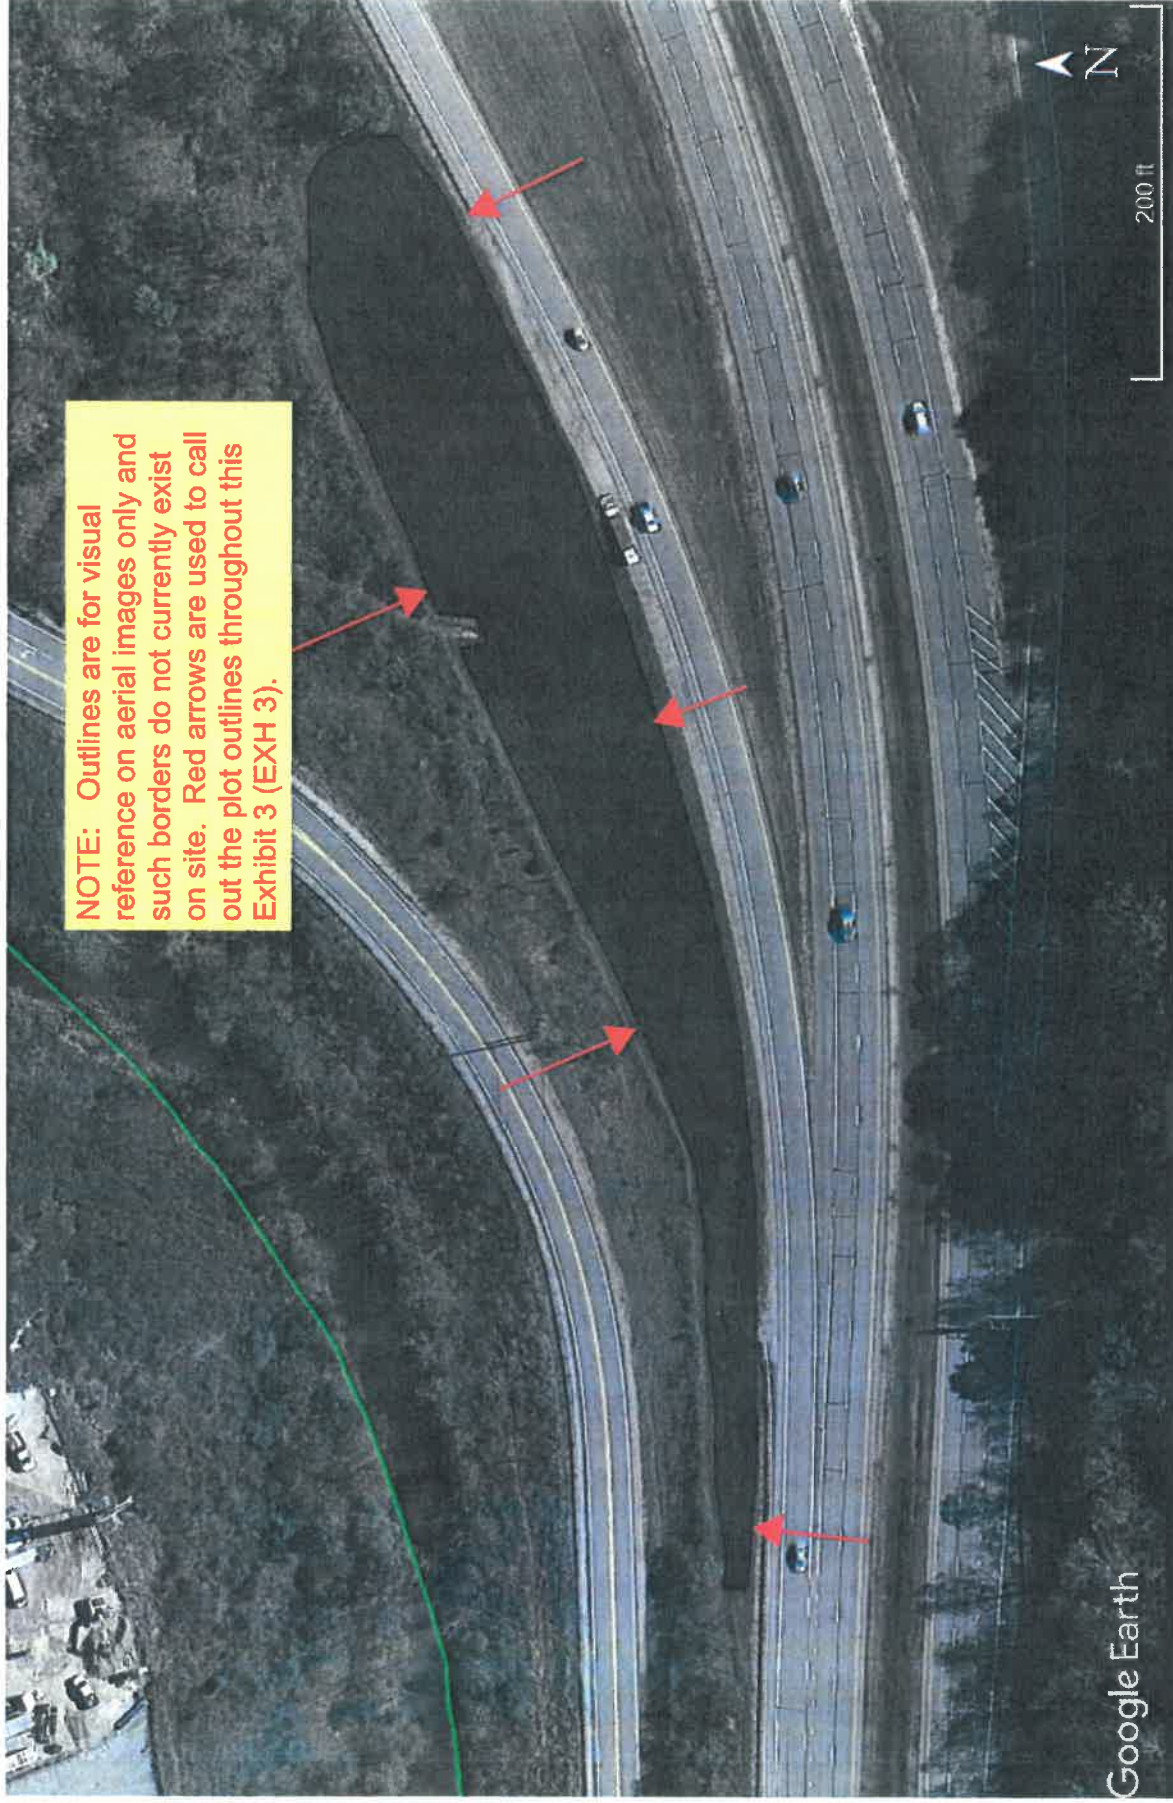 NOTE:  Outlines are for visual
reference on aerial images only and
such borders do not currently exist
on site.  Red arrows are used to call
out the plot outlines throughout this
Exhibit 3 (EXH 3).
Google Earth
200 ft
N